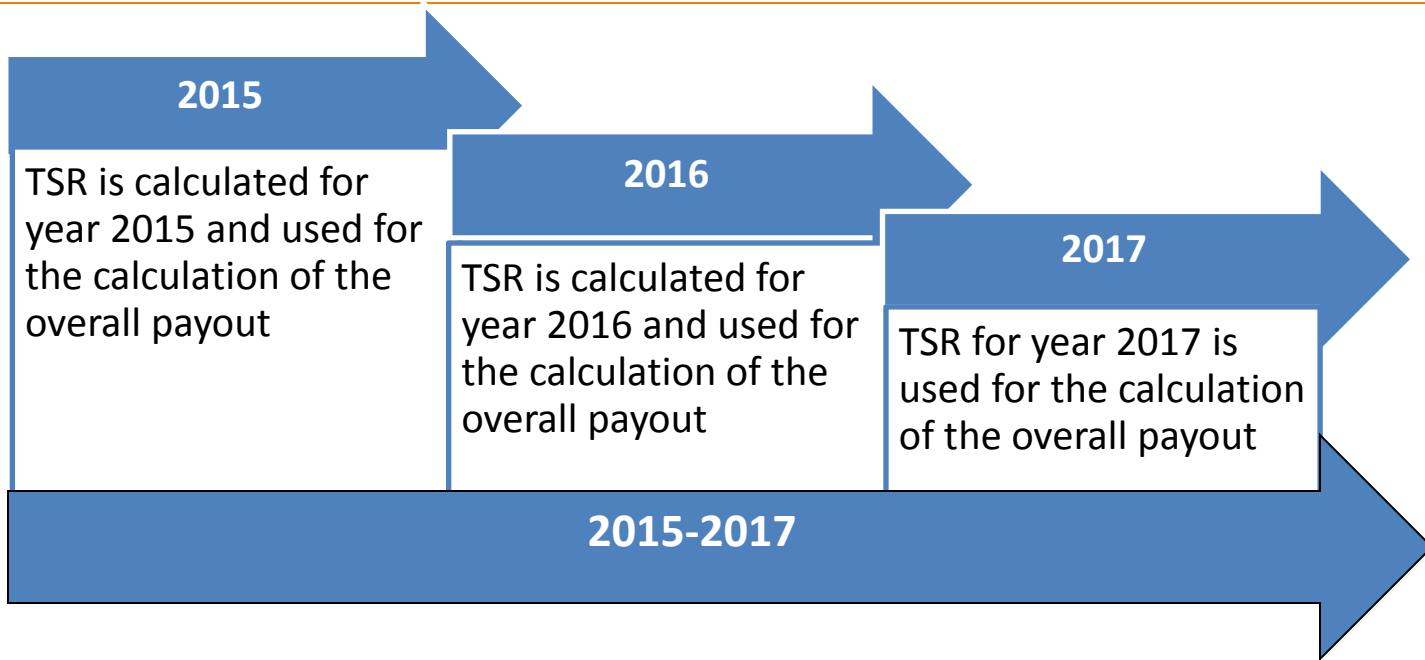 2015
TSR is calculated for
year 2015 and used for
the calculation of the
overall payout
2016
TSR is calculated for
year 2016 and used for
the calculation of the
overall payout
2017
TSR for year 2017 is
used for the calculation
of the overall payout
2015-2017